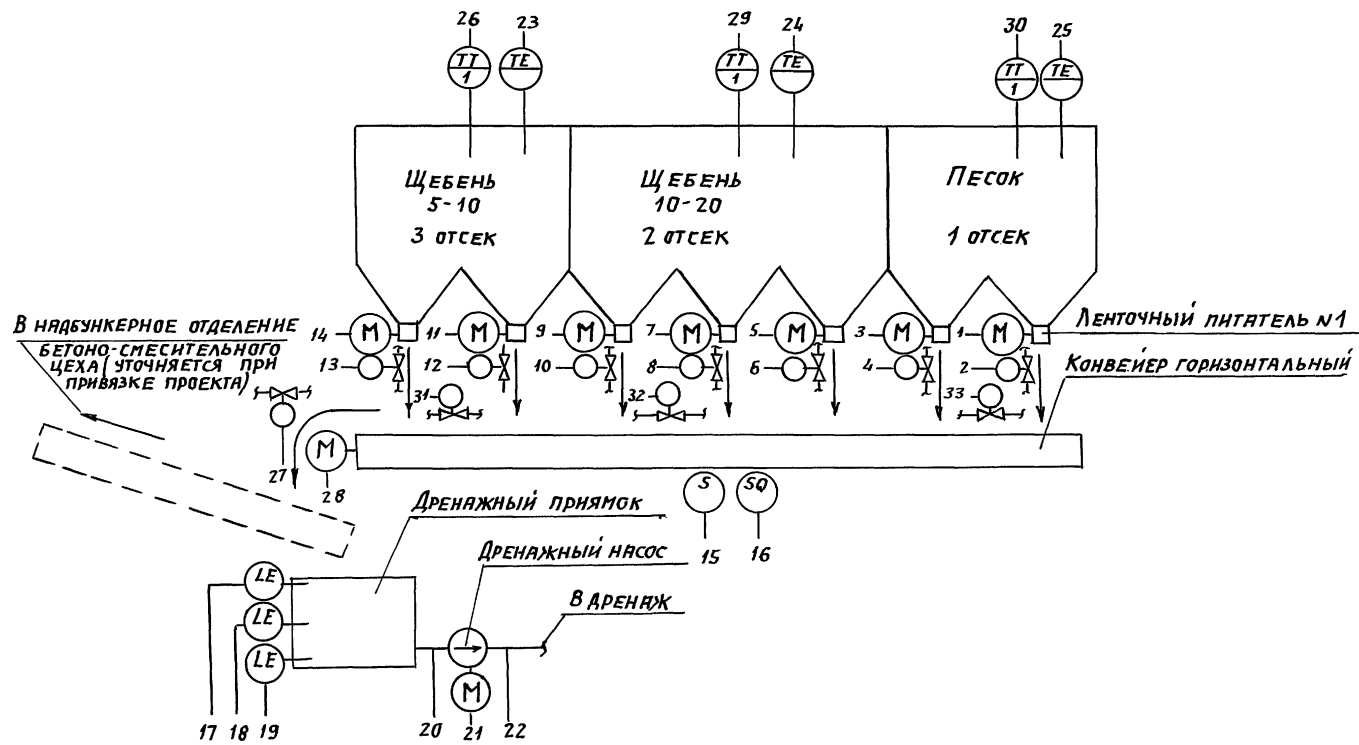 26 23 29 24 30 25
TT TE TT TE TT TE
1 1 1
Щебень
5-10
3 отсек
Щебень
10-20
2 отсек
Песок
1 отсек
14 M 11 M 9 M 7 M 5 M 3 M 1 M
Ленточный питатель №1
13 12 10 8 6 4 2
Конвейер горизонтальный
В надбункерное отделение
бетоно-смесительного
цеха (уточняется при
привязке проекта)
31 32 33
27
M
28
S SQ
15 16
Дренажный приямок
Дренажный насос
В дренаж
LE
LE
LE
M
17 18 19 20 21 22